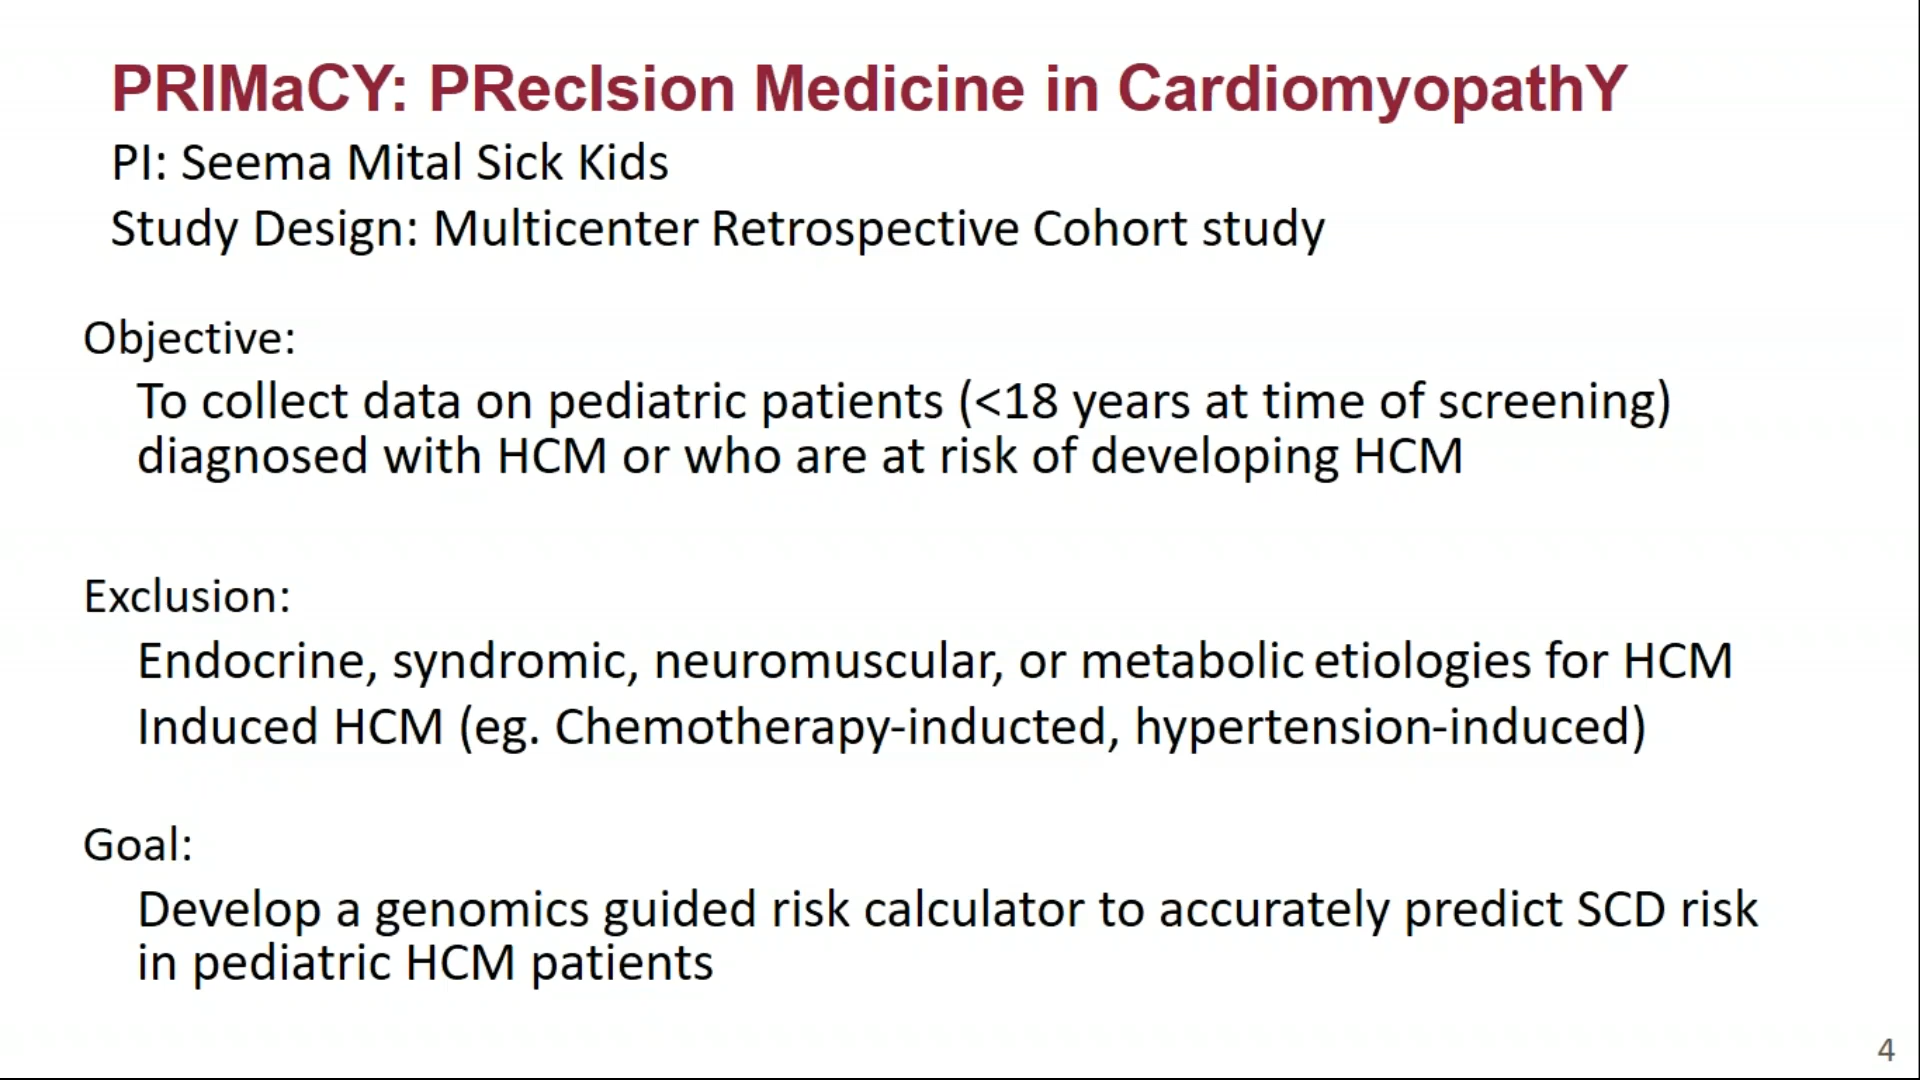 PRIMaCY: PRecIsion Medicine in CardiomyopathY
PI: Seema Mital Sick Kids
Study Design: Multicenter Retrospective Cohort study
Objective:
To collect data on pediatric patients (<18 years at time of screening)
diagnosed with HCM or who are at risk of developing HCM
Exclusion:
Endocrine, syndromic, neuromuscular, or metabolic etiologies for HCM
Induced HCM (eg. Chemotherapy-inducted, hypertension-induced)
Goal:
Develop a genomics guided risk calculator to accurately predict SCD risk
in pediatric HCM patients
4